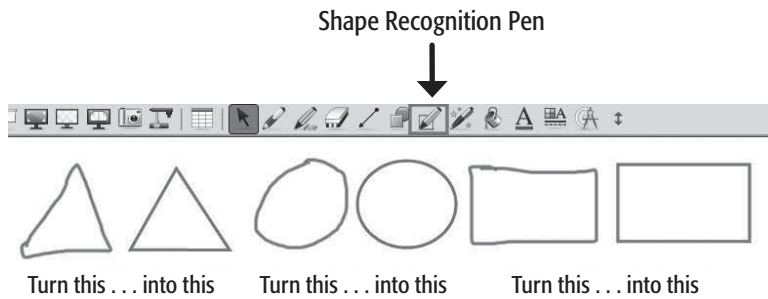 Shape Recognition Pen
Turn this . . . into this
Turn this . . . into this
Turn this . . . into this